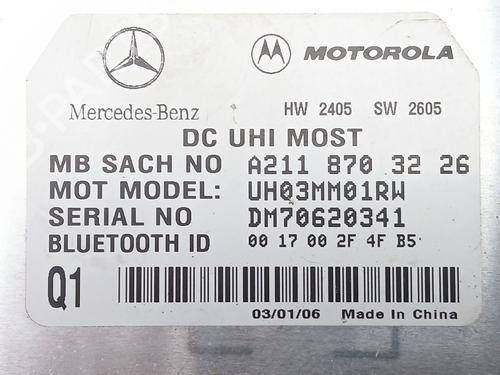 MOTOROLA
Mercedes-Benz
HW 2405 SW 2605
DC UHI MOST
MB SACH NO A211 870 32 26
MOT MODEL: UH03MM01RW
SERIAL NO DM70620341
BLUETOOTH ID 00 17 00 2F 4F B5
Q1
03/01/06 Made In China